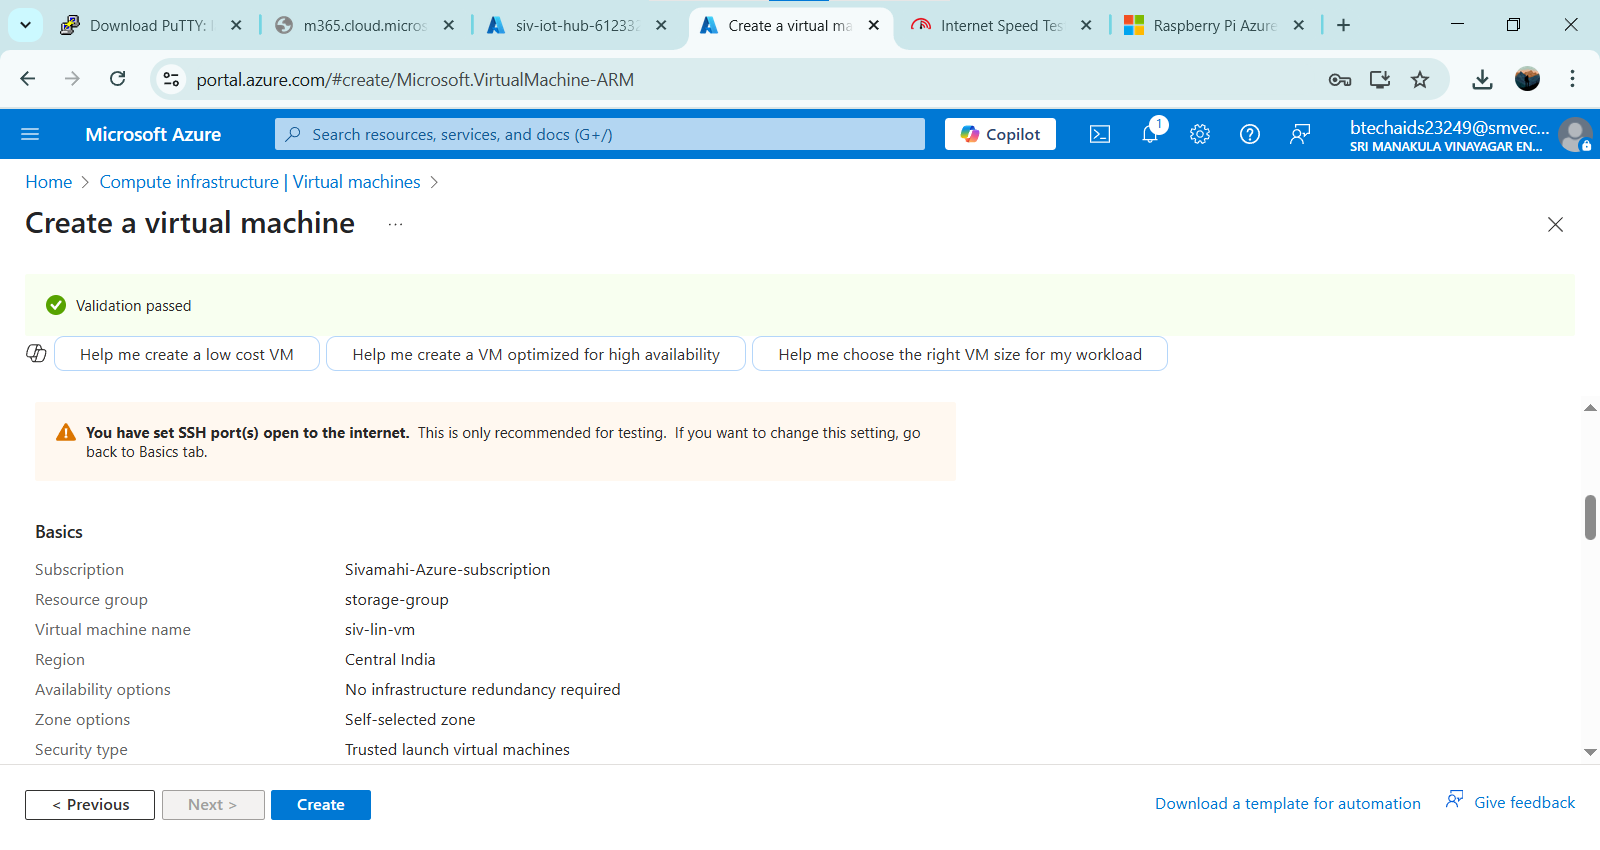 Download PuTTY:
m365.cloud.micros
siv-iot-hub-61233
Create a virtual ma
Internet Speed Tes
Raspberry Pi Azure
portal.azure.com/#create/Microsoft.VirtualMachine-ARM
Microsoft Azure
Search resources, services, and docs (G+/)
Copilot
1
btechaids23249@smvec...
SRI MANAKULA VINAYAGAR EN...
Home > Compute infrastructure | Virtual machines >
Create a virtual machine ...
Validation passed
Help me create a low cost VM
Help me create a VM optimized for high availability
Help me choose the right VM size for my workload
You have set SSH port(s) open to the internet. This is only recommended for testing. If you want to change this setting, go
back to Basics tab.
Basics
Subscription Sivamahi-Azure-subscription
Resource group storage-group
Virtual machine name siv-lin-vm
Region Central India
Availability options No infrastructure redundancy required
Zone options Self-selected zone
Security type Trusted launch virtual machines
< Previous
Next >
Create
Download a template for automation
Give feedback